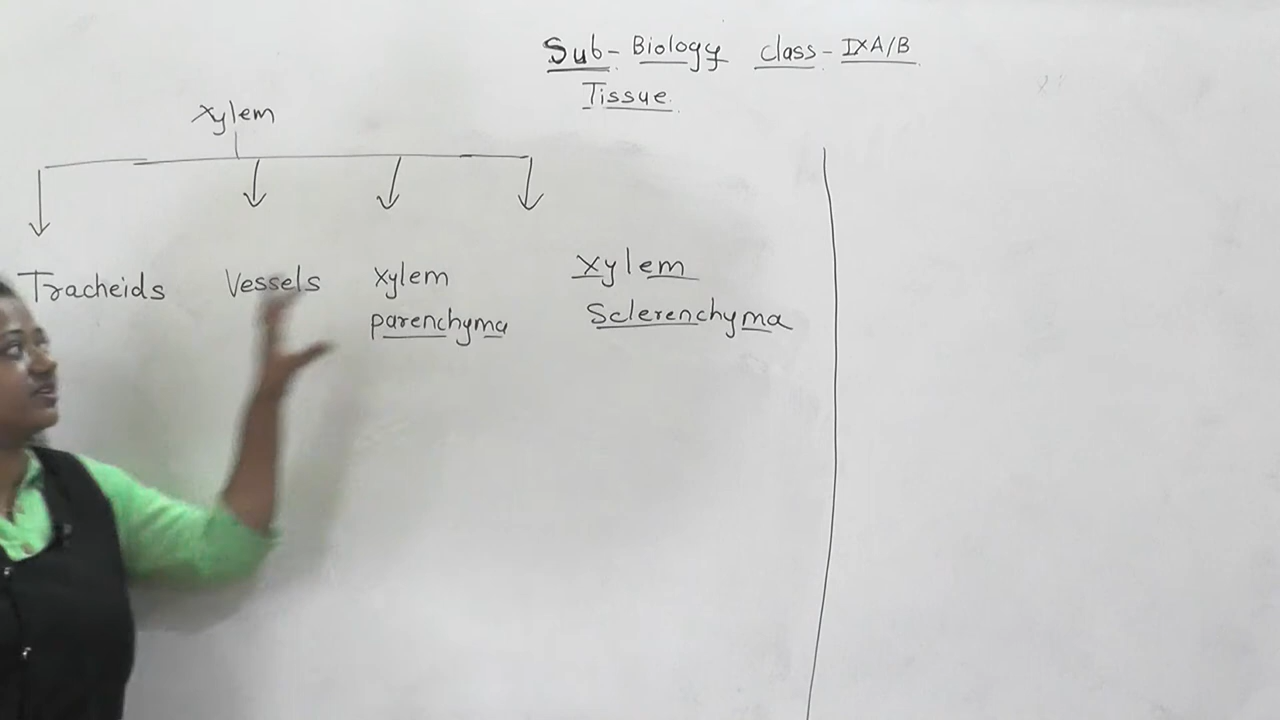 Sub- Biology class - IXA/B
Tissue
Xylem
Tracheids
Vessels
Xylem
parenchyma
Xylem
Sclerenchyma